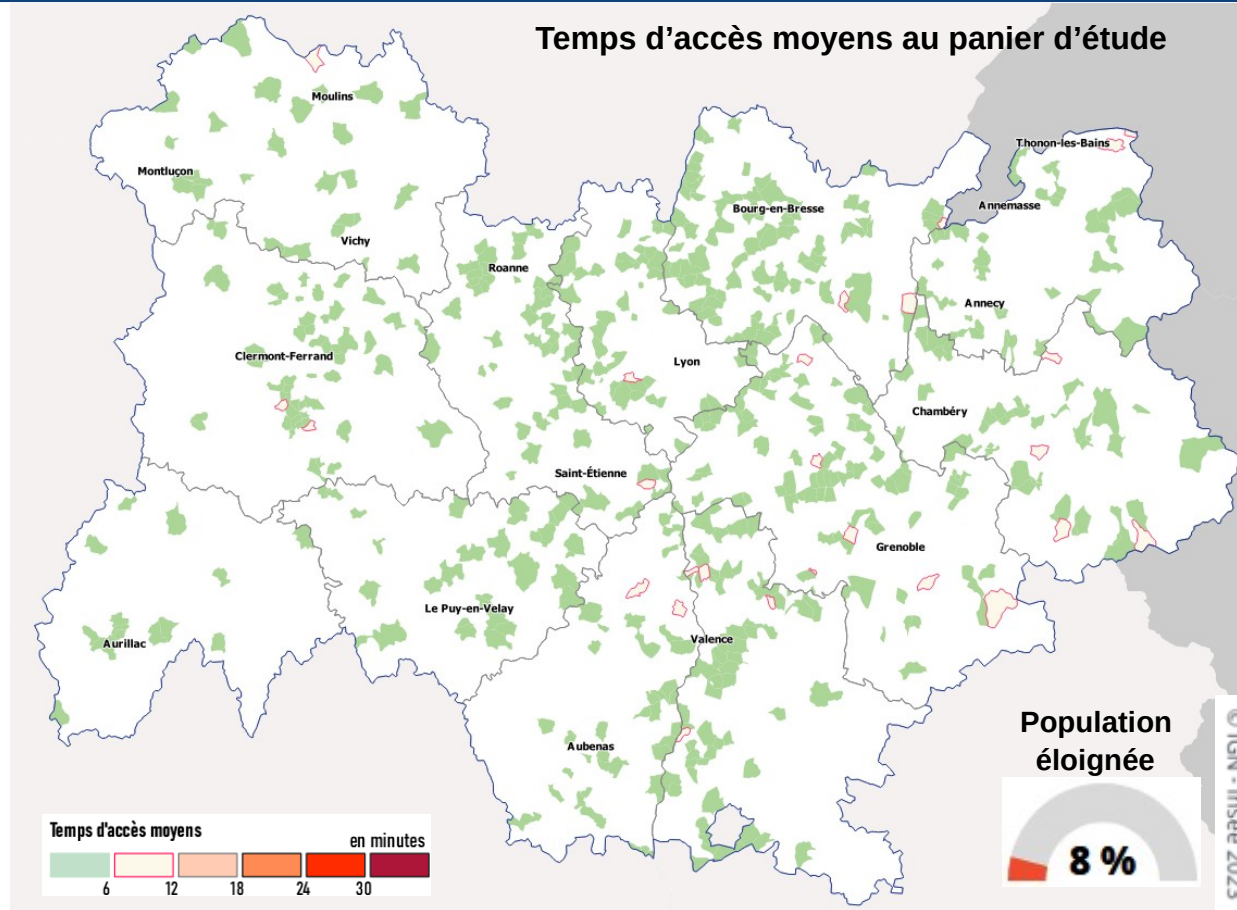 Temps d’accès moyens au panier d’étude
Moulins
Thonon-les-Bains
Montluçon
Annemasse
Bourg-en-Bresse
Vichy
Roanne
Annecy
Clermont-Ferrand
Lyon
Chambéry
Saint-Étienne
Grenoble
Le Puy-en-Velay
Aurillac
Valence
Aubenas
Population
éloignée
8 %
Temps d'accès moyens
en minutes
6 12 18 24 30
© IGN - Insee 2023